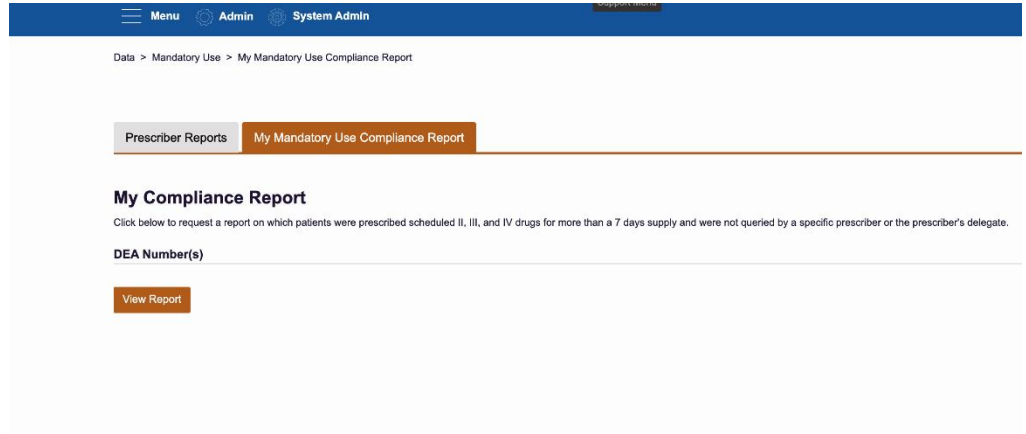 Support Menu
Menu Admin System Admin
Data > Mandatory Use > My Mandatory Use Compliance Report
Prescriber Reports My Mandatory Use Compliance Report
My Compliance Report
Click below to request a report on which patients were prescribed scheduled II, III, and IV drugs for more than a 7 days supply and were not queried by a specific prescriber or the prescriber's delegate.
DEA Number(s)
View Report